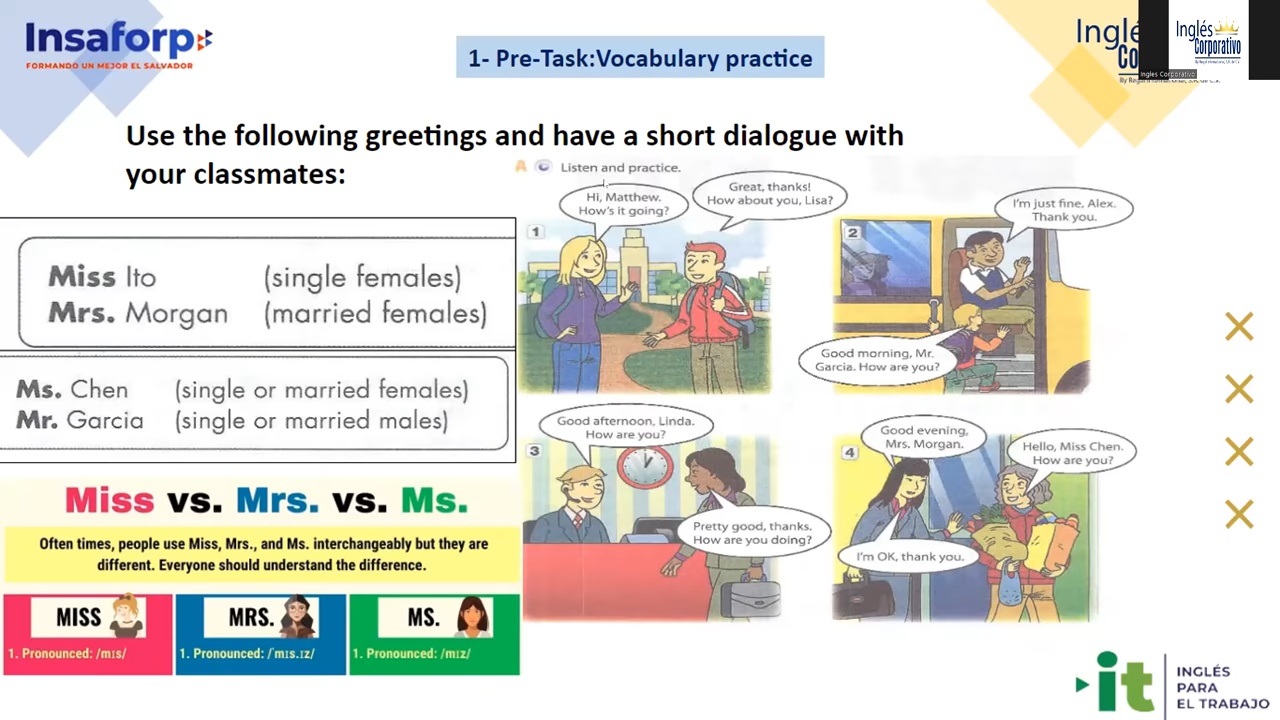 Insaforp
FORMANDO UN MEJOR EL SALVADOR
1- Pre-Task:Vocabulary practice
Inglés
Corporativo
Ingles Corporativo
Use the following greetings and have a short dialogue with
your classmates:
A Listen and practice.
Miss Ito (single females)
Mrs. Morgan (married females)
Ms. Chen (single or married females)
Mr. Garcia (single or married males)
Miss vs. Mrs. vs. Ms.
Often times, people use Miss, Mrs., and Ms. interchangeably but they are
different. Everyone should understand the difference.
MISS
1. Pronounced: /mɪs/
MRS.
1. Pronounced: /ˈmɪs.ɪz/
MS.
1. Pronounced: /mɪz/
1
Hi, Matthew.
How's it going?
Great, thanks!
How about you, Lisa?
2
Good morning, Mr.
Garcia. How are you?
I'm just fine, Alex.
Thank you.
3
Good afternoon, Linda.
How are you?
Pretty good, thanks.
How are you doing?
4
Good evening,
Mrs. Morgan.
Hello, Miss Chen.
How are you?
I'm OK, thank you.
it
INGLÉS
PARA
EL TRABAJO